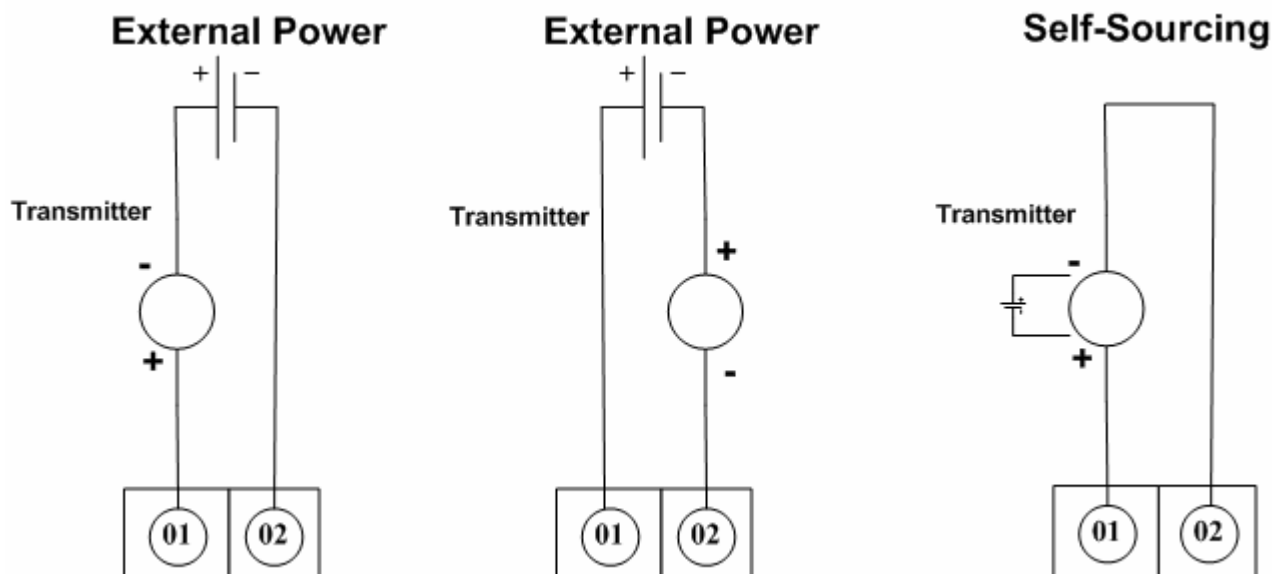 External Power
+ −
Transmitter
-
+
01 02
External Power
+ −
Transmitter
+
-
01 02
Self-Sourcing
Transmitter
-
+
01 02